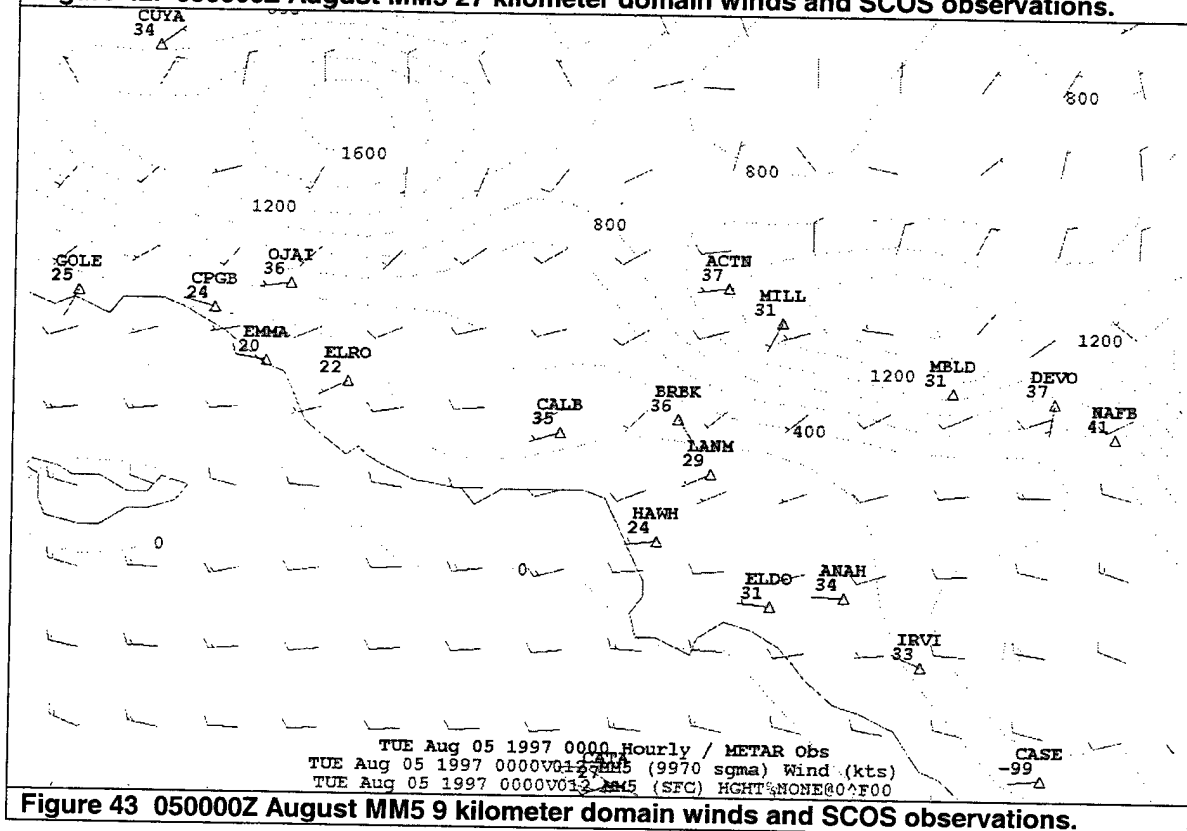 050000Z August MM5 27 kilometer domain winds and SCOS observations.
CUYA
34
800
1600
800
1200
800
GOLE
25
CPGB
24
OJAI
36
ACTN
37
MILL
31
EMMA
20
ELRO
22
1200
1200
MBLD
31
DEVO
37
NAFB
41
CALB
35
BRBK
36
400
LANM
29
HAWH
24
0
0
ELDO
31
ANAH
34
IRVI
33
CASE
-99
CATA
27
TUE Aug 05 1997 0000 Hourly / METAR Obs
TUE Aug 05 1997 0000V012 MM5 (9970 sgma) Wind (kts)
TUE Aug 05 1997 0000V012 MM5 (SFC) HGHT%NONE@0^F00
Figure 43 050000Z August MM5 9 kilometer domain winds and SCOS observations.